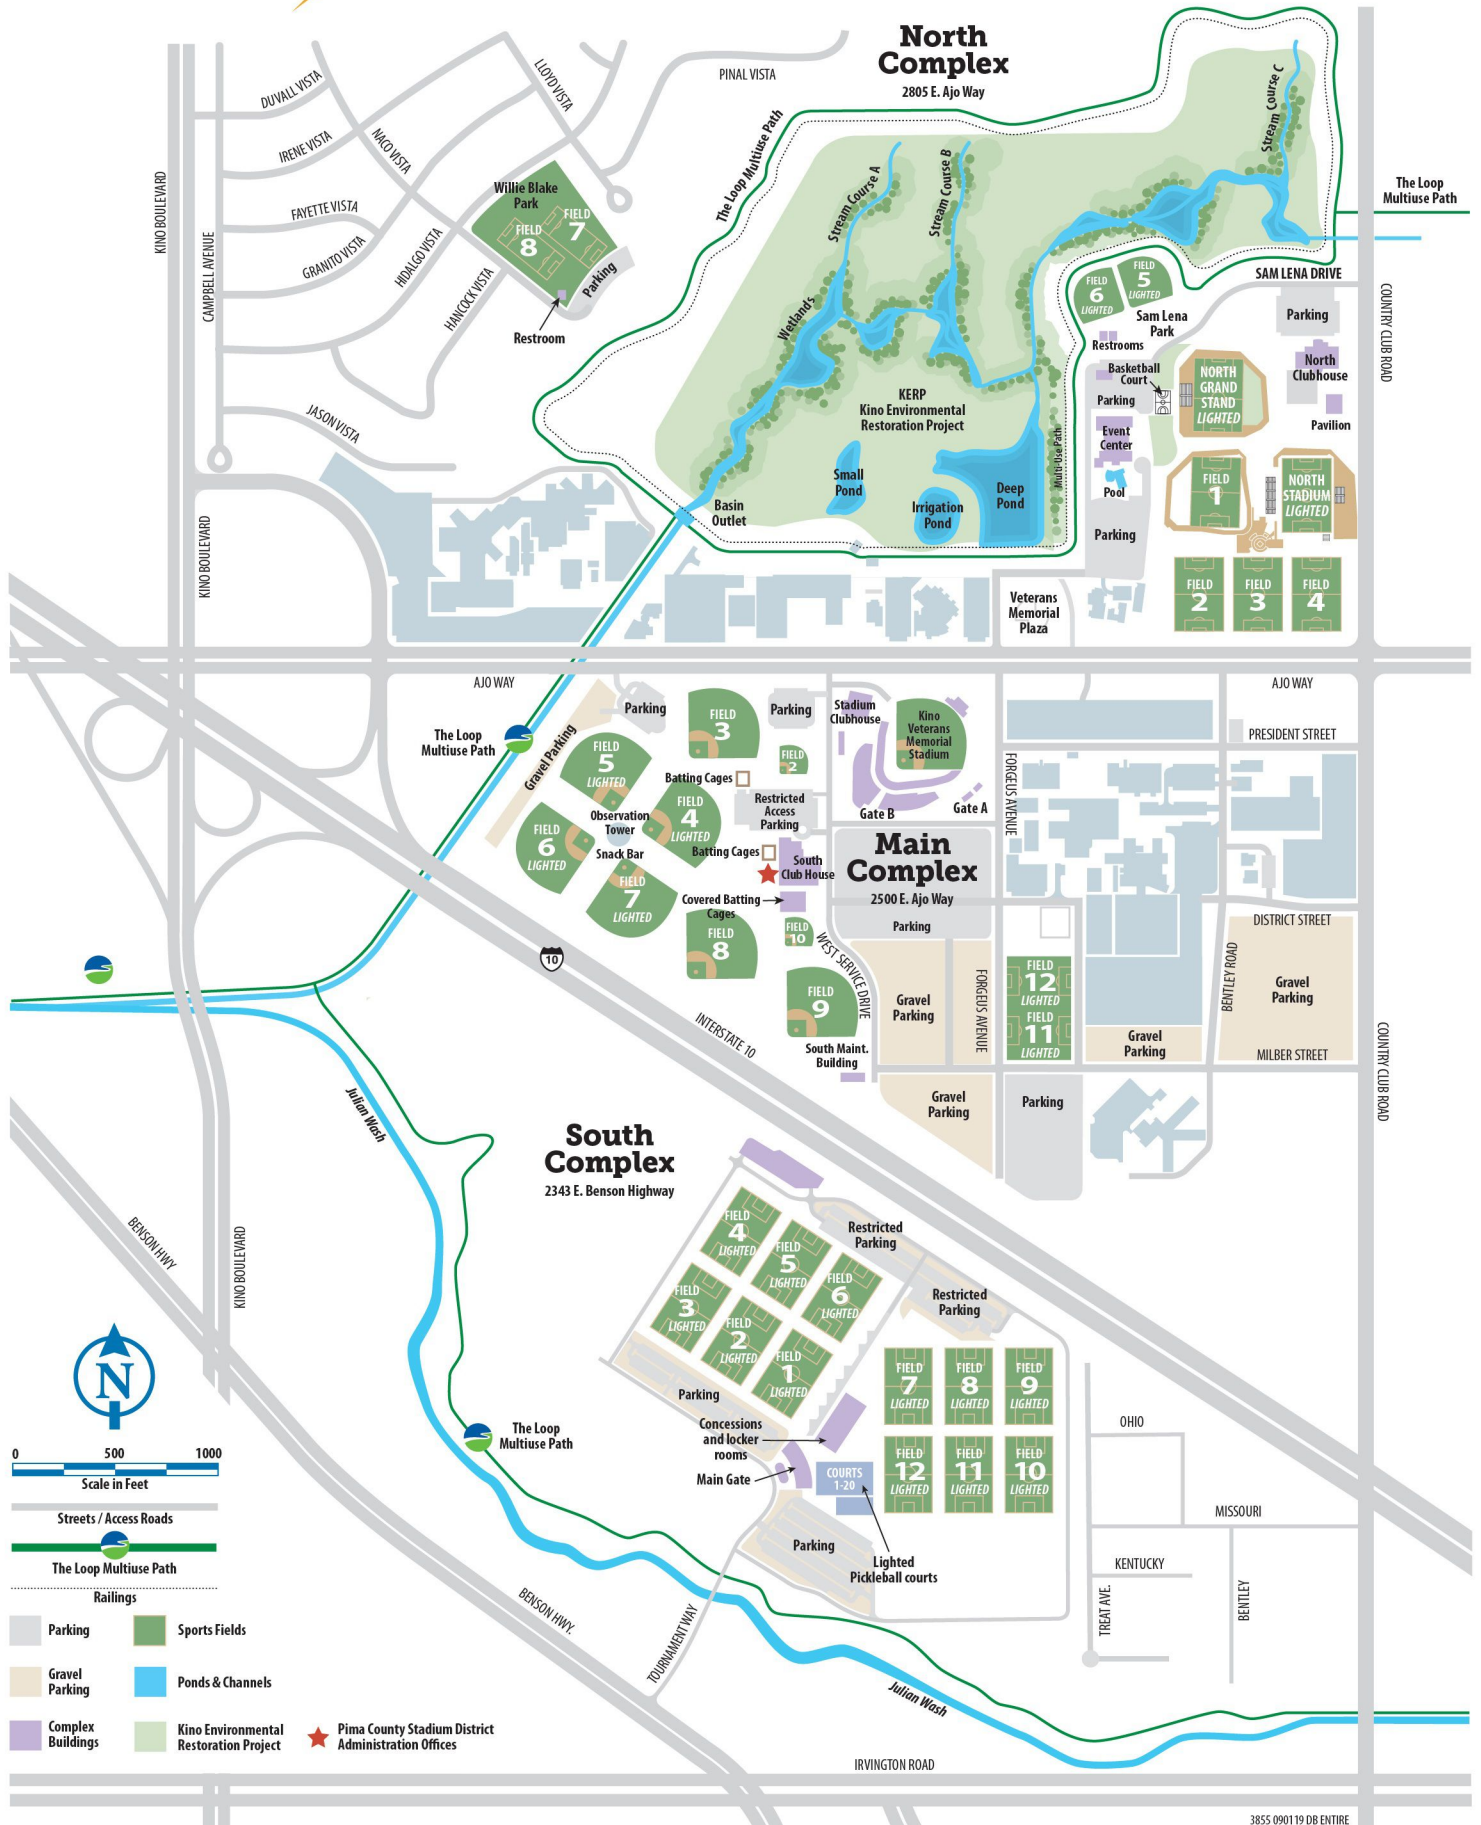 North
Complex
2805 E. Ajo Way
PINAL VISTA
LLOYD VISTA
DUVALL VISTA
IRENE VISTA
NACO VISTA
FAYETTE VISTA
GRANITO VISTA
HIDALGO VISTA
HANCOCK VISTA
JASON VISTA
KINO BOULEVARD
CAMPBELL AVENUE
KINO BOULEVARD
Willie Blake
Park
FIELD
7
FIELD
8
Parking
Restroom
The Loop Multiuse Path
Stream Course A
Stream Course B
Stream Course C
Wetlands
KERP
Kino Environmental
Restoration Project
Small
Pond
Irrigation
Pond
Deep
Pond
Basin
Outlet
Multi-Use Path
The Loop
Multiuse Path
SAM LENA DRIVE
COUNTRY CLUB ROAD
FIELD
5
LIGHTED
FIELD
6
LIGHTED
Sam Lena
Park
Restrooms
Basketball
Court
Parking
Parking
North
Clubhouse
Pavilion
NORTH
GRAND
STAND
LIGHTED
Event
Center
Pool
Parking
FIELD
1
NORTH
STADIUM
LIGHTED
FIELD
2
FIELD
3
FIELD
4
Veterans
Memorial
Plaza
AJO WAY
AJO WAY
The Loop
Multiuse Path
Gravel Parking
Parking
FIELD
3
Parking
FIELD
2
Stadium
Clubhouse
Kino
Veterans
Memorial
Stadium
Gate A
Gate B
FIELD
5
LIGHTED
Batting Cages
Restricted
Access
Parking
FIELD
4
LIGHTED
Observation
Tower
Snack Bar
FIELD
6
LIGHTED
FIELD
7
LIGHTED
Batting Cages
South
Club House
Covered Batting
Cages
FIELD
8
FIELD
10
FIELD
9
WEST SERVICE DRIVE
South Maint.
Building
Main
Complex
2500 E. Ajo Way
Parking
Gravel
Parking
FORGEUS AVENUE
FORGEUS AVENUE
PRESIDENT STREET
DISTRICT STREET
BENTLEY ROAD
Gravel
Parking
MILBER STREET
FIELD
12
LIGHTED
FIELD
11
LIGHTED
Gravel
Parking
Gravel
Parking
Parking
COUNTRY CLUB ROAD
10
INTERSTATE 10
Julian Wash
BENSON HWY
KINO BOULEVARD
South
Complex
2343 E. Benson Highway
FIELD
4
LIGHTED
FIELD
5
LIGHTED
FIELD
6
LIGHTED
FIELD
3
LIGHTED
FIELD
2
LIGHTED
FIELD
1
LIGHTED
Restricted
Parking
Restricted
Parking
Parking
Concessions
and locker
rooms
Main Gate
COURTS
1-20
FIELD
7
LIGHTED
FIELD
8
LIGHTED
FIELD
9
LIGHTED
FIELD
12
LIGHTED
FIELD
11
LIGHTED
FIELD
10
LIGHTED
Parking
Lighted
Pickleball courts
The Loop
Multiuse Path
OHIO
MISSOURI
KENTUCKY
TREAT AVE.
BENTLEY
TOURNAMENT WAY
BENSON HWY.
Julian Wash
IRVINGTON ROAD
N
0 500 1000
Scale in Feet
Streets / Access Roads
The Loop Multiuse Path
Railings
Parking
Sports Fields
Gravel
Parking
Ponds & Channels
Complex
Buildings
Kino Environmental
Restoration Project
Pima County Stadium District
Administration Offices
3855 090119 DB ENTIRE